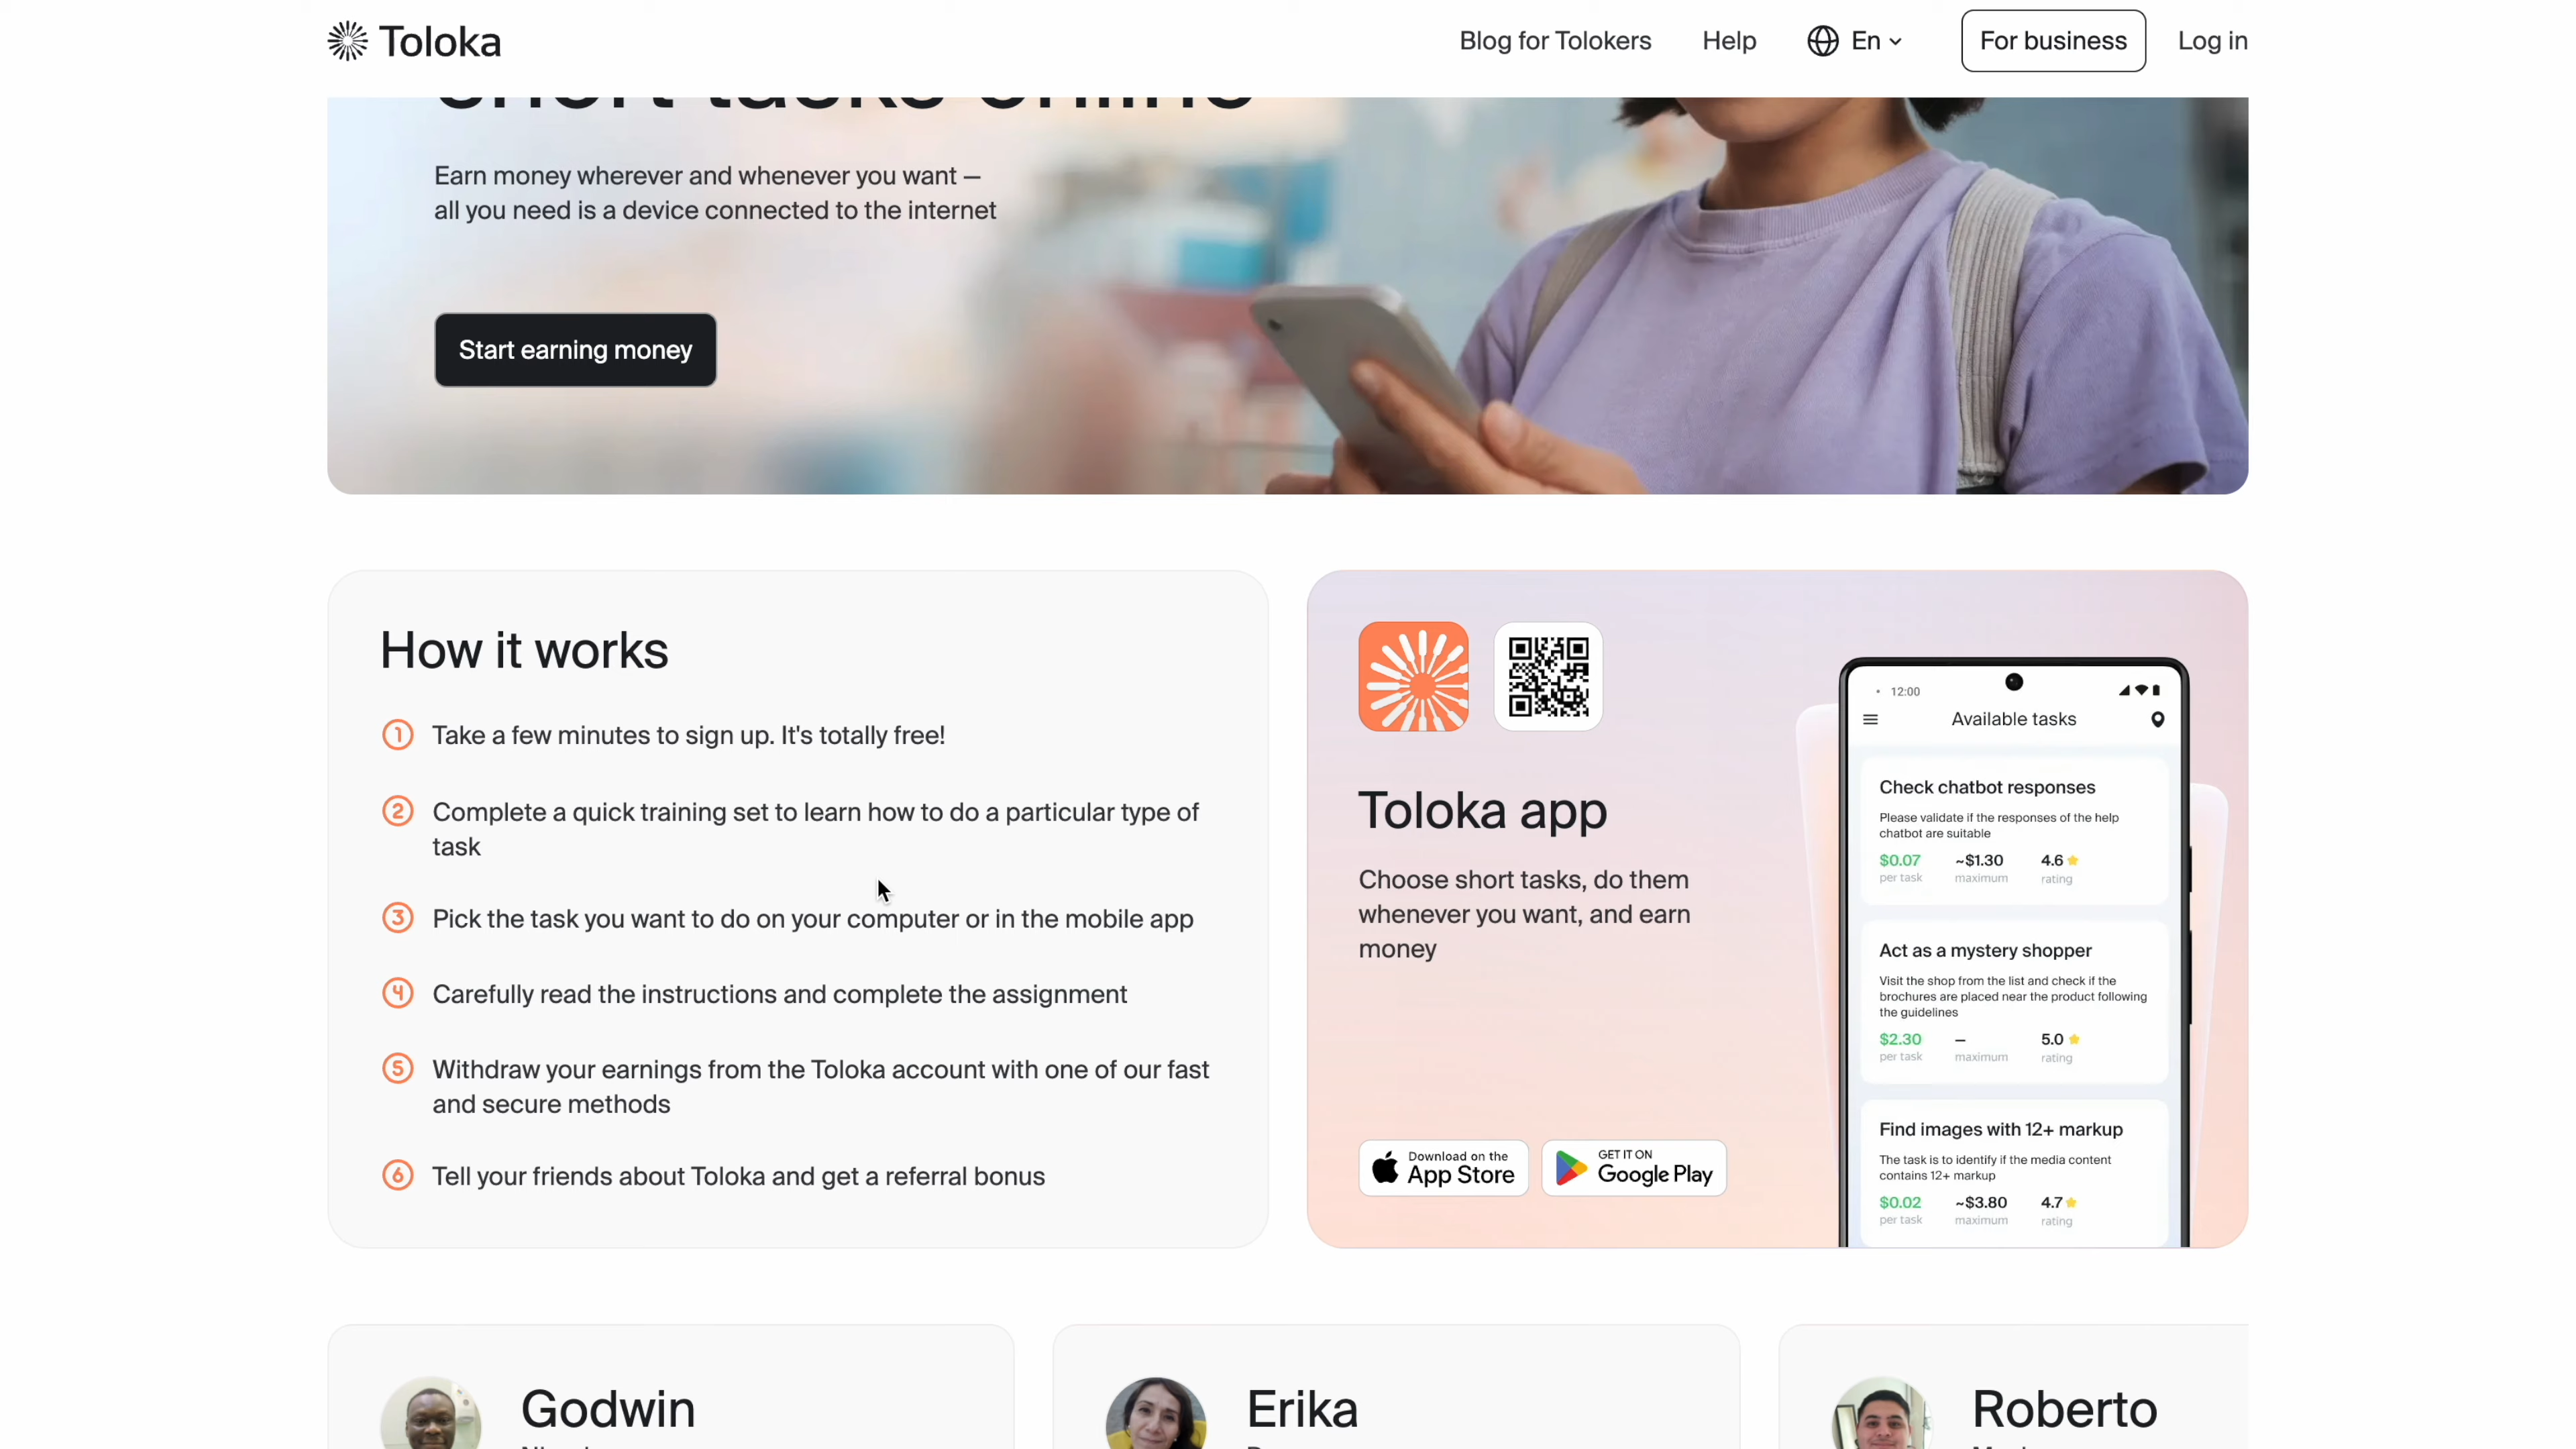 Toloka
Blog for Tolokers
Help
En
For business
Log in
short tasks online
Earn money wherever and whenever you want —
all you need is a device connected to the internet
Start earning money
How it works
1 Take a few minutes to sign up. It's totally free!
2 Complete a quick training set to learn how to do a particular type of
task
3 Pick the task you want to do on your computer or in the mobile app
4 Carefully read the instructions and complete the assignment
5 Withdraw your earnings from the Toloka account with one of our fast
and secure methods
6 Tell your friends about Toloka and get a referral bonus
Toloka app
Choose short tasks, do them
whenever you want, and earn
money
Download on the
App Store
GET IT ON
Google Play
12:00
Available tasks
Check chatbot responses
Please validate if the responses of the help
chatbot are suitable
$0.07 ~$1.30 4.6
per task maximum rating
Act as a mystery shopper
Visit the shop from the list and check if the
brochures are placed near the product following
the guidelines
$2.30 – 5.0
per task maximum rating
Find images with 12+ markup
The task is to identify if the media content
contains 12+ markup
$0.02 ~$3.80 4.7
per task maximum rating
Godwin
Erika
Roberto